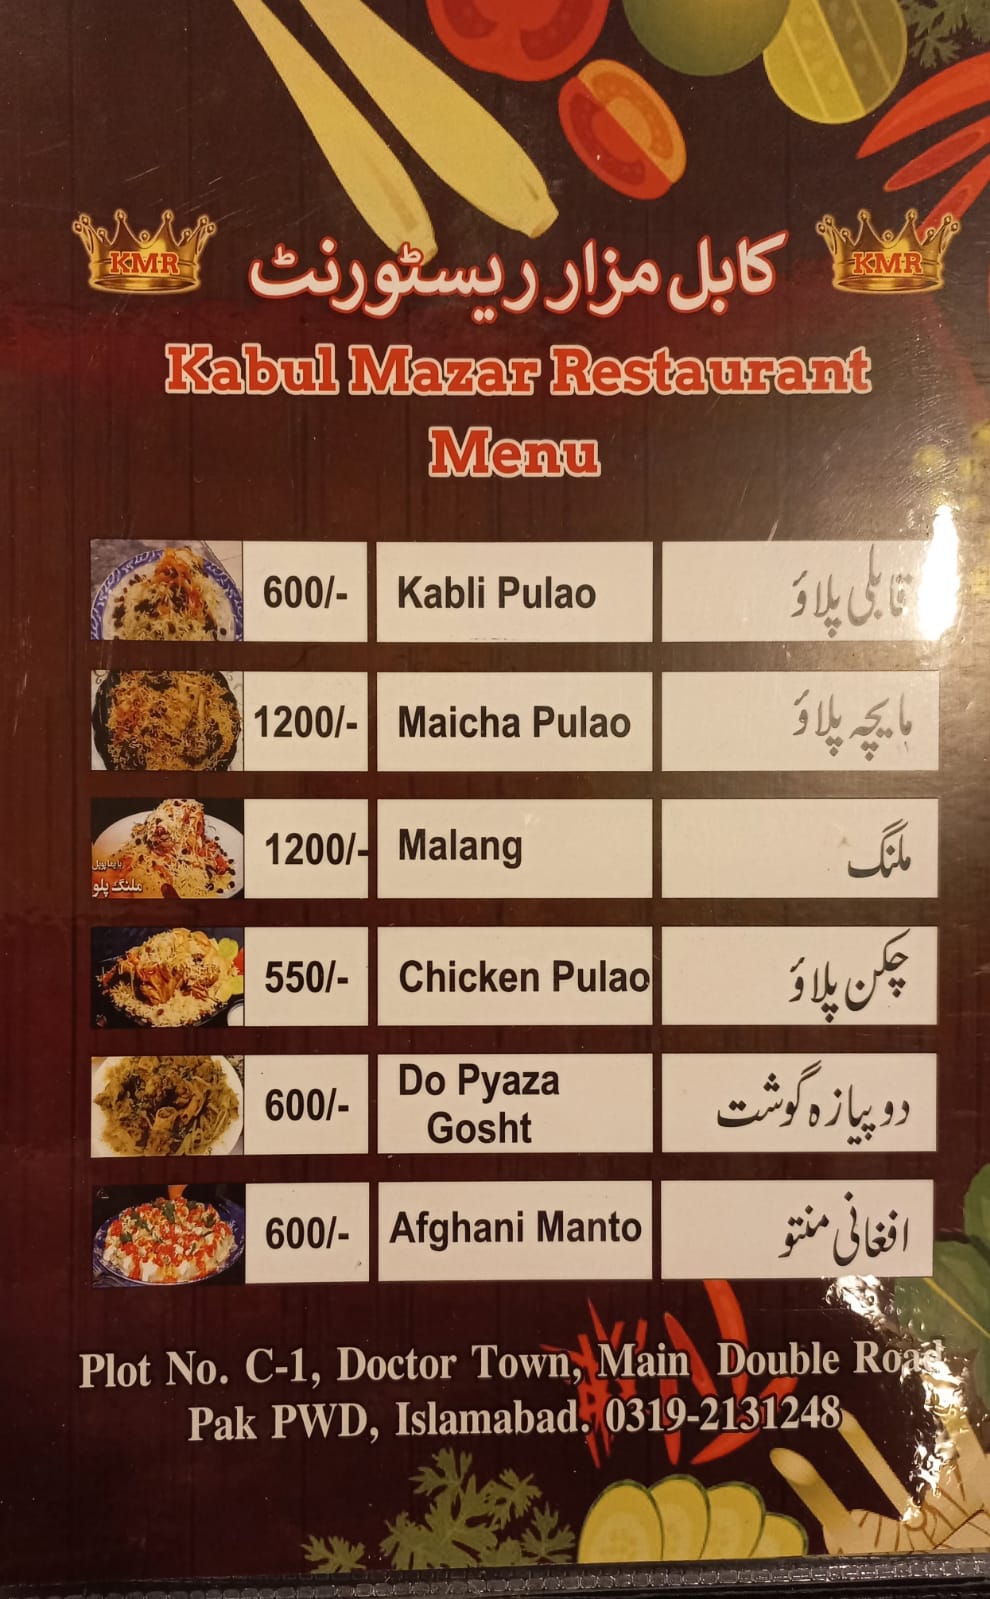 KMR
KMR
کابل مزار ریسٹورنٹ
Kabul Mazar Restaurant
Menu
600/- Kabli Pulao قابلی پلاؤ
1200/- Maicha Pulao مایچہ پلاؤ
ملنگ پلو
1200/- Malang ملنگ
550/- Chicken Pulao چکن پلاؤ
600/- Do Pyaza دو پیازہ گوشت
Gosht
600/- Afghani Manto افغانی منتو
Plot No. C-1, Doctor Town, Main Double Road
Pak PWD, Islamabad. 0319-2131248